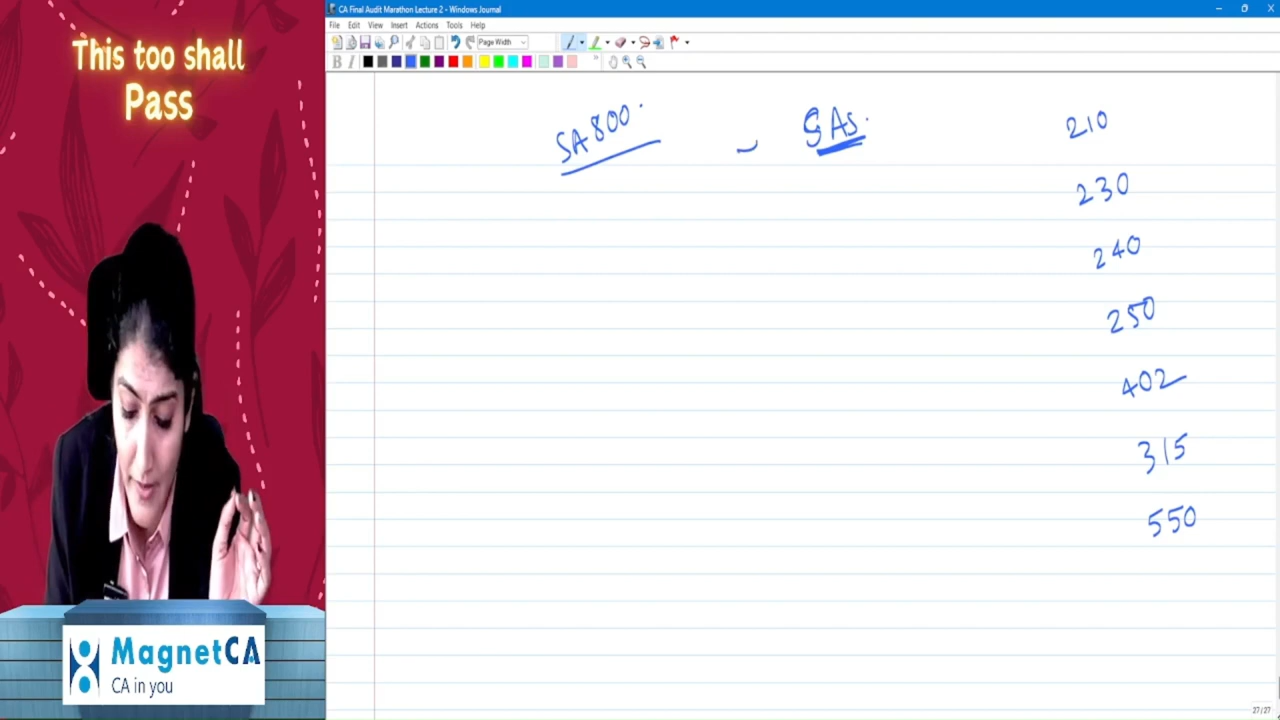 This too shall
Pass
MagnetCA
CA in you
CA Final Audit Marathon Lecture 2 - Windows Journal
File Edit View Insert Actions Tools Help
Page Width
B I
SA 800. - SAs. 210
230
240
250
402
315
550
27/27